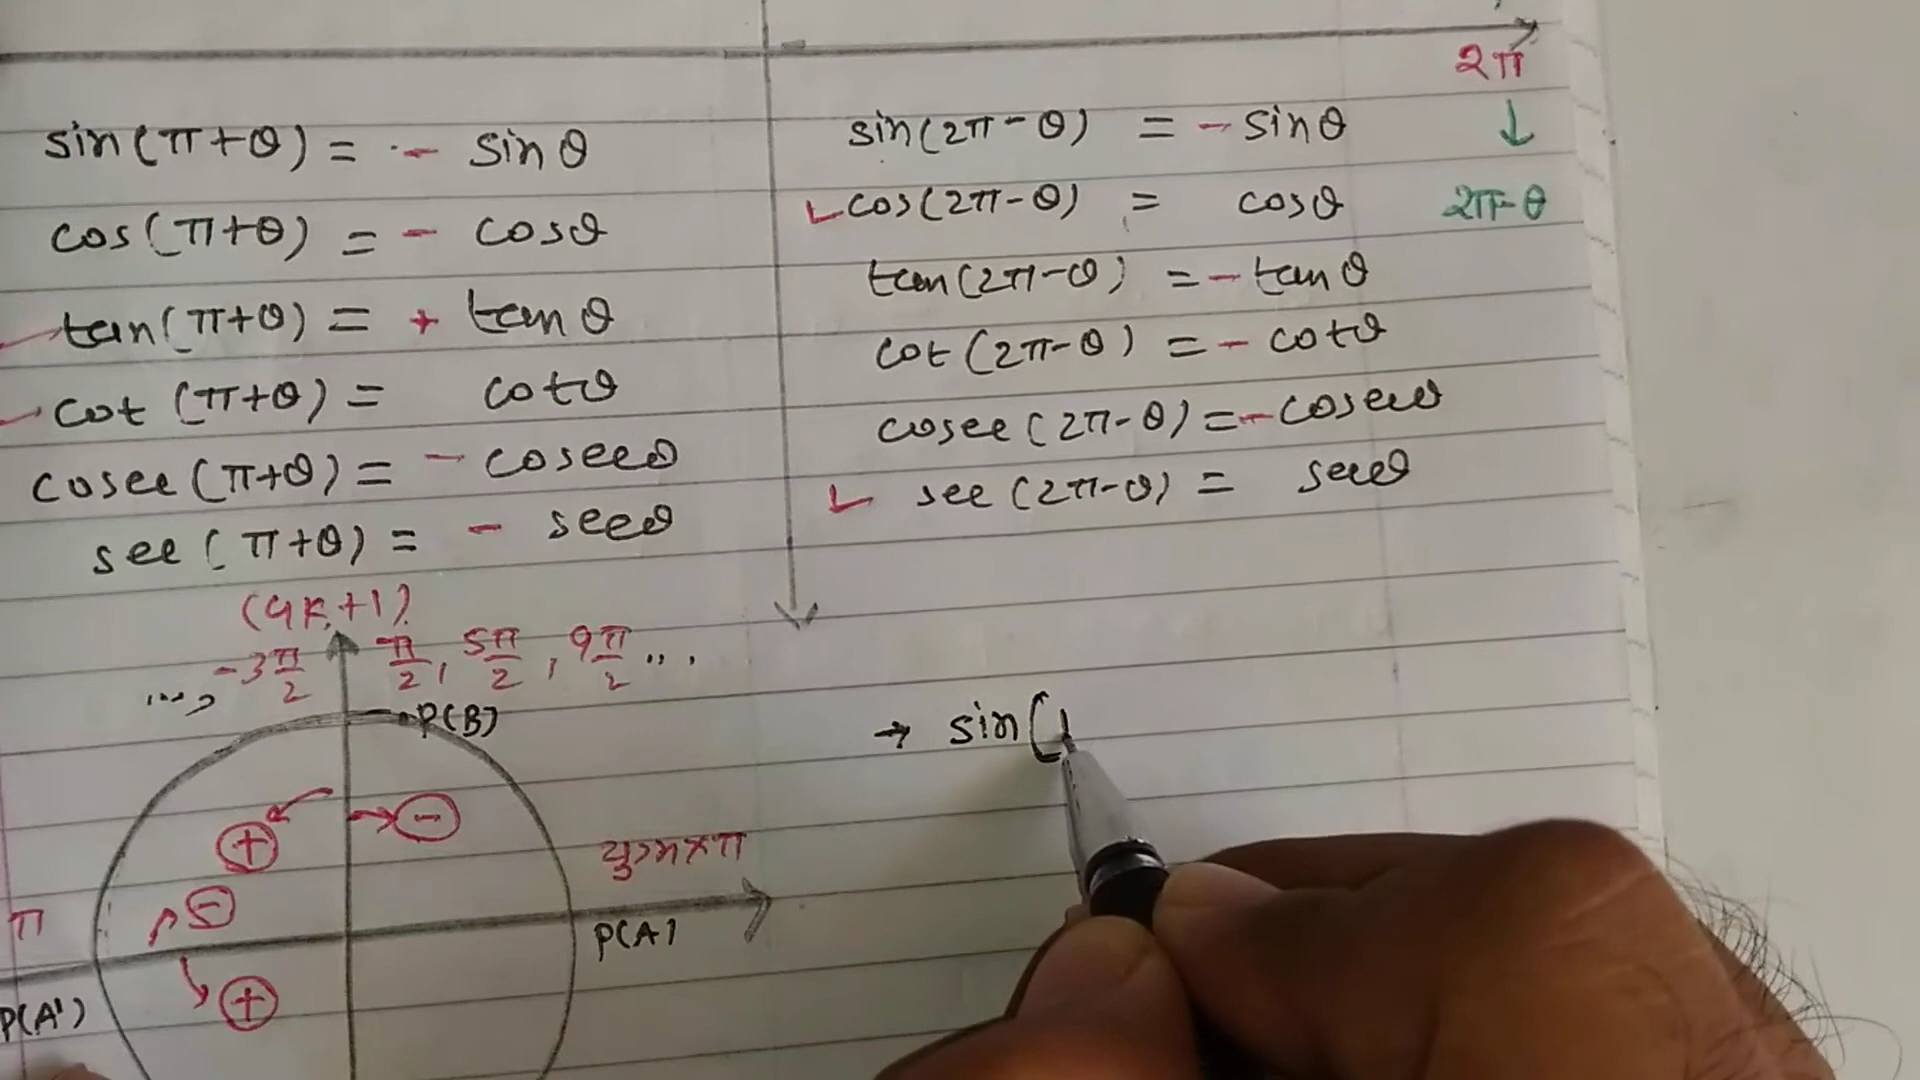 2π
↓
2π-θ
sin(π+θ) = - sinθ
cos(π+θ) = - cosθ
tan(π+θ) = + tanθ
cot(π+θ) = cotθ
cosec(π+θ) = - cosecθ
sec(π+θ) = - secθ
sin(2π-θ) = - sinθ
cos(2π-θ) = cosθ
tan(2π-θ) = - tanθ
cot(2π-θ) = - cotθ
cosec(2π-θ) = - cosecθ
sec(2π-θ) = secθ
(4k+1)
... , -3π/2 π/2, 5π/2, 9π/2 ...
P(B)
+ -
-
π
યુગ્મ×π
P(A)
+
P(A')
→ sin(